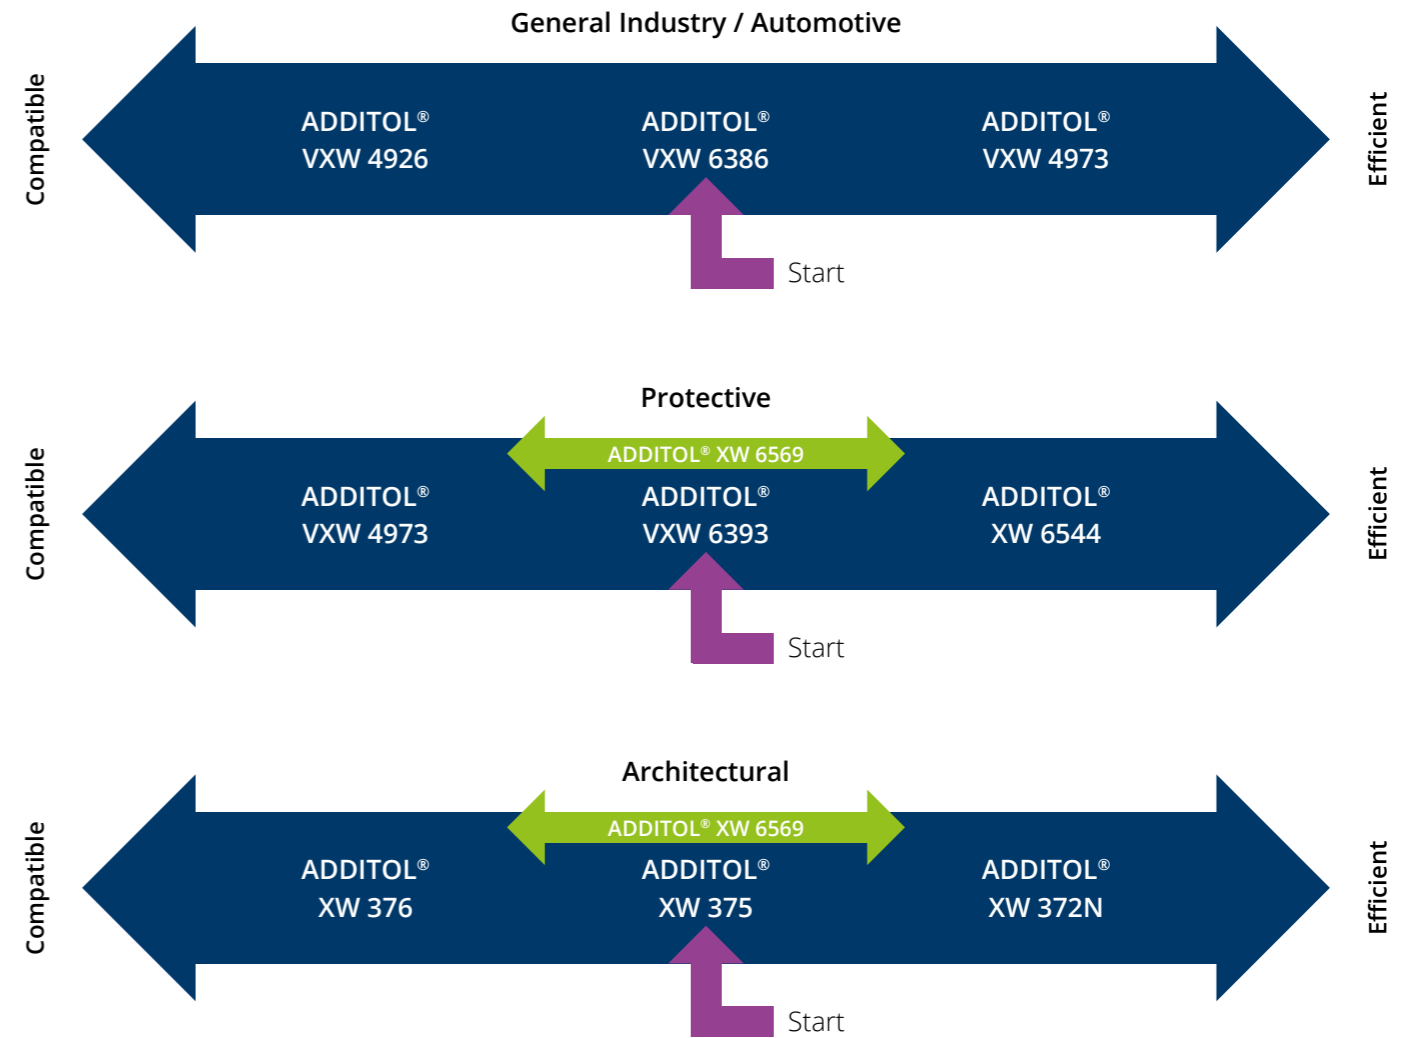 General Industry / Automotive
Compatible
ADDITOL®
VXW 4926
ADDITOL®
VXW 6386
ADDITOL®
VXW 4973
Efficient
Start
Protective
ADDITOL® XW 6569
Compatible
ADDITOL®
VXW 4973
ADDITOL®
VXW 6393
ADDITOL®
XW 6544
Efficient
Start
Architectural
ADDITOL® XW 6569
Compatible
ADDITOL®
XW 376
ADDITOL®
XW 375
ADDITOL®
XW 372N
Efficient
Start